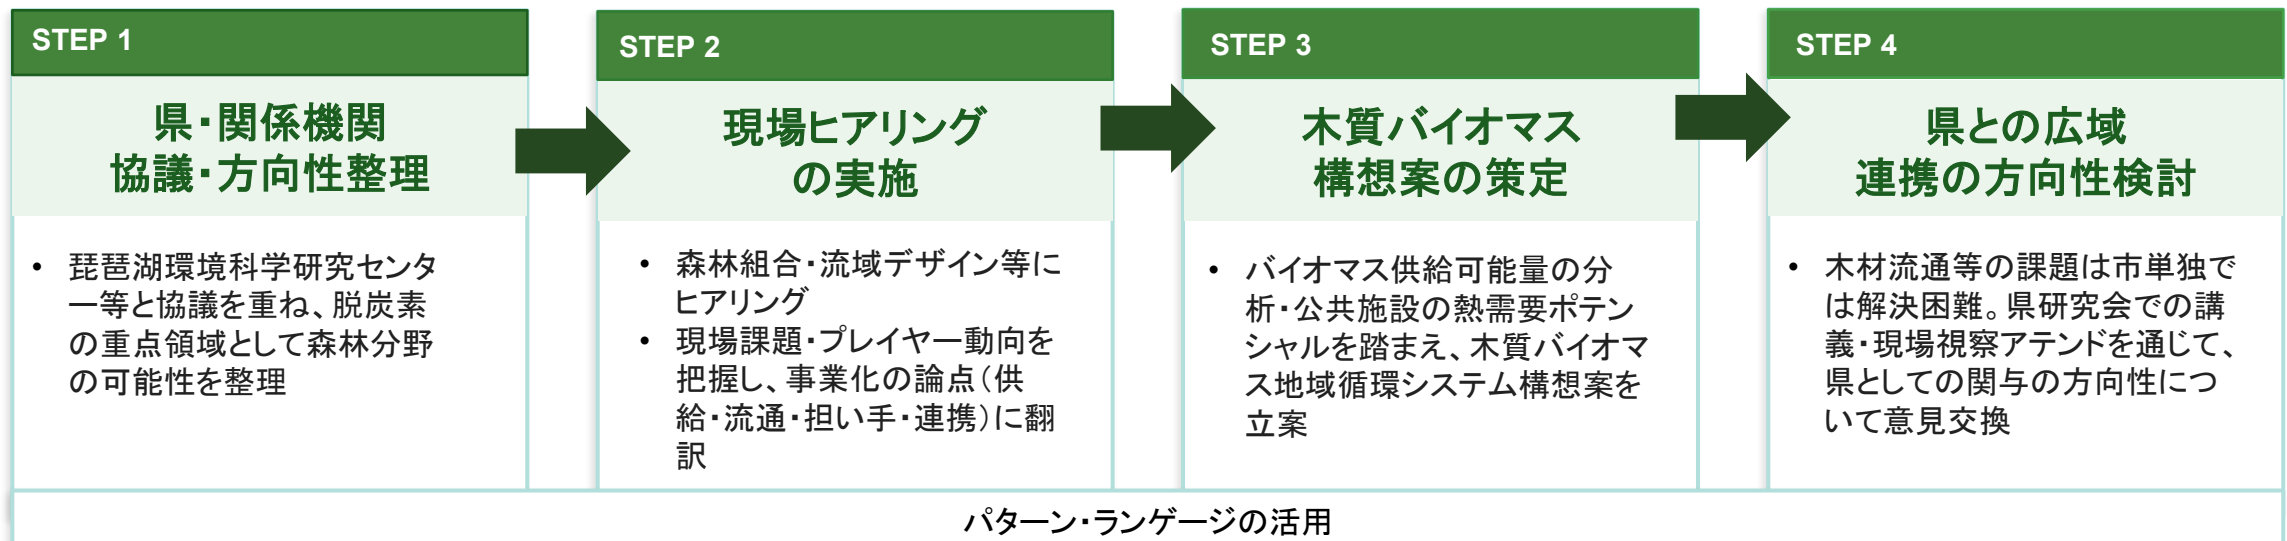 STEP 1
県・関係機関
協議・方向性整理
• 琵琶湖環境科学研究センタ
ー等と協議を重ね、脱炭素
の重点領域として森林分野
の可能性を整理
STEP 2
現場ヒアリング
の実施
• 森林組合・流域デザイン等に
ヒアリング
• 現場課題・プレイヤー動向を
把握し、事業化の論点（供
給・流通・担い手・連携）に翻
訳
STEP 3
木質バイオマス
構想案の策定
• バイオマス供給可能量の分
析・公共施設の熱需要ポテン
シャルを踏まえ、木質バイオマ
ス地域循環システム構想案を
立案
STEP 4
県との広域
連携の方向性検討
• 木材流通等の課題は市単独で
は解決困難。県研究会での講
義・現場視察アテンドを通じて、
県としての関与の方向性につ
いて意見交換
パターン・ランゲージの活用